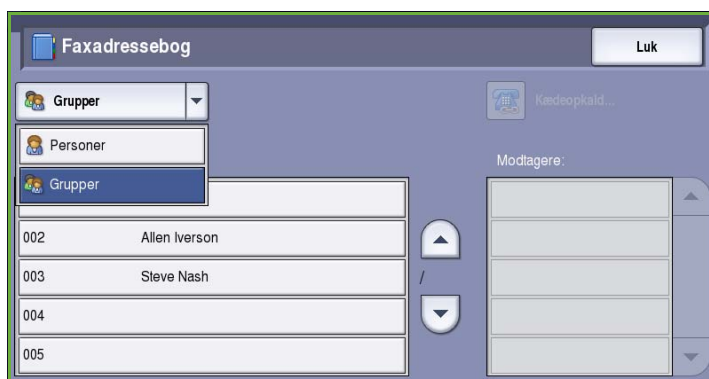 Faxadressebog
Luk
Grupper
Kædeopkald...
Personer
Grupper
Modtagere:
002 Allen Iverson
003 Steve Nash
/
004
005